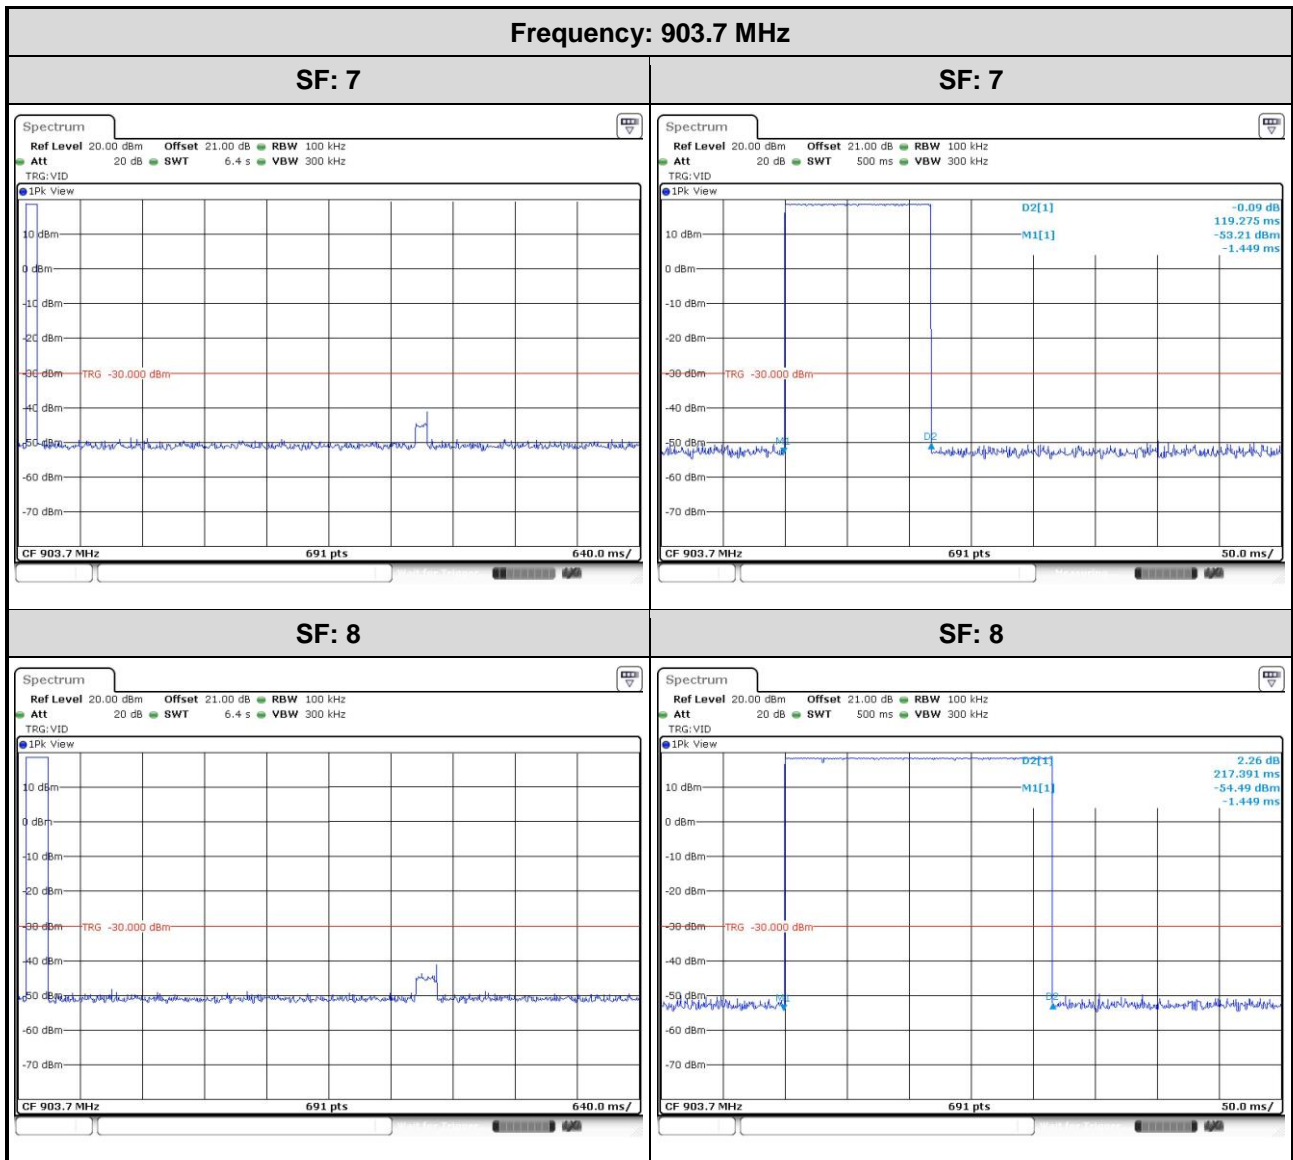 Frequency: 903.7 MHz
SF: 7
SF: 7
Spectrum
Ref Level 20.00 dBm Offset 21.00 dB RBW 100 kHz
Att 20 dB SWT 6.4 s VBW 300 kHz
TRG:VID
1Pk View
10 dBm
0 dBm
-10 dBm
-20 dBm
-30 dBm
TRG -30.000 dBm
-40 dBm
-50 dBm
-60 dBm
-70 dBm
CF 903.7 MHz 691 pts 640.0 ms/
Spectrum
Ref Level 20.00 dBm Offset 21.00 dB RBW 100 kHz
Att 20 dB SWT 500 ms VBW 300 kHz
TRG:VID
1Pk View
D2[1] -0.09 dB
119.275 ms
10 dBm
M1[1] -53.21 dBm
-1.449 ms
0 dBm
-10 dBm
-20 dBm
-30 dBm
TRG -30.000 dBm
-40 dBm
-50 dBm
M1
D2
-60 dBm
-70 dBm
CF 903.7 MHz 691 pts 50.0 ms/
SF: 8
SF: 8
Spectrum
Ref Level 20.00 dBm Offset 21.00 dB RBW 100 kHz
Att 20 dB SWT 6.4 s VBW 300 kHz
TRG:VID
1Pk View
10 dBm
0 dBm
-10 dBm
-20 dBm
-30 dBm
TRG -30.000 dBm
-40 dBm
-50 dBm
-60 dBm
-70 dBm
CF 903.7 MHz 691 pts 640.0 ms/
Spectrum
Ref Level 20.00 dBm Offset 21.00 dB RBW 100 kHz
Att 20 dB SWT 500 ms VBW 300 kHz
TRG:VID
1Pk View
D2[1] 2.26 dB
217.391 ms
10 dBm
M1[1] -54.49 dBm
-1.449 ms
0 dBm
-10 dBm
-20 dBm
-30 dBm
TRG -30.000 dBm
-40 dBm
-50 dBm
M1
D2
-60 dBm
-70 dBm
CF 903.7 MHz 691 pts 50.0 ms/